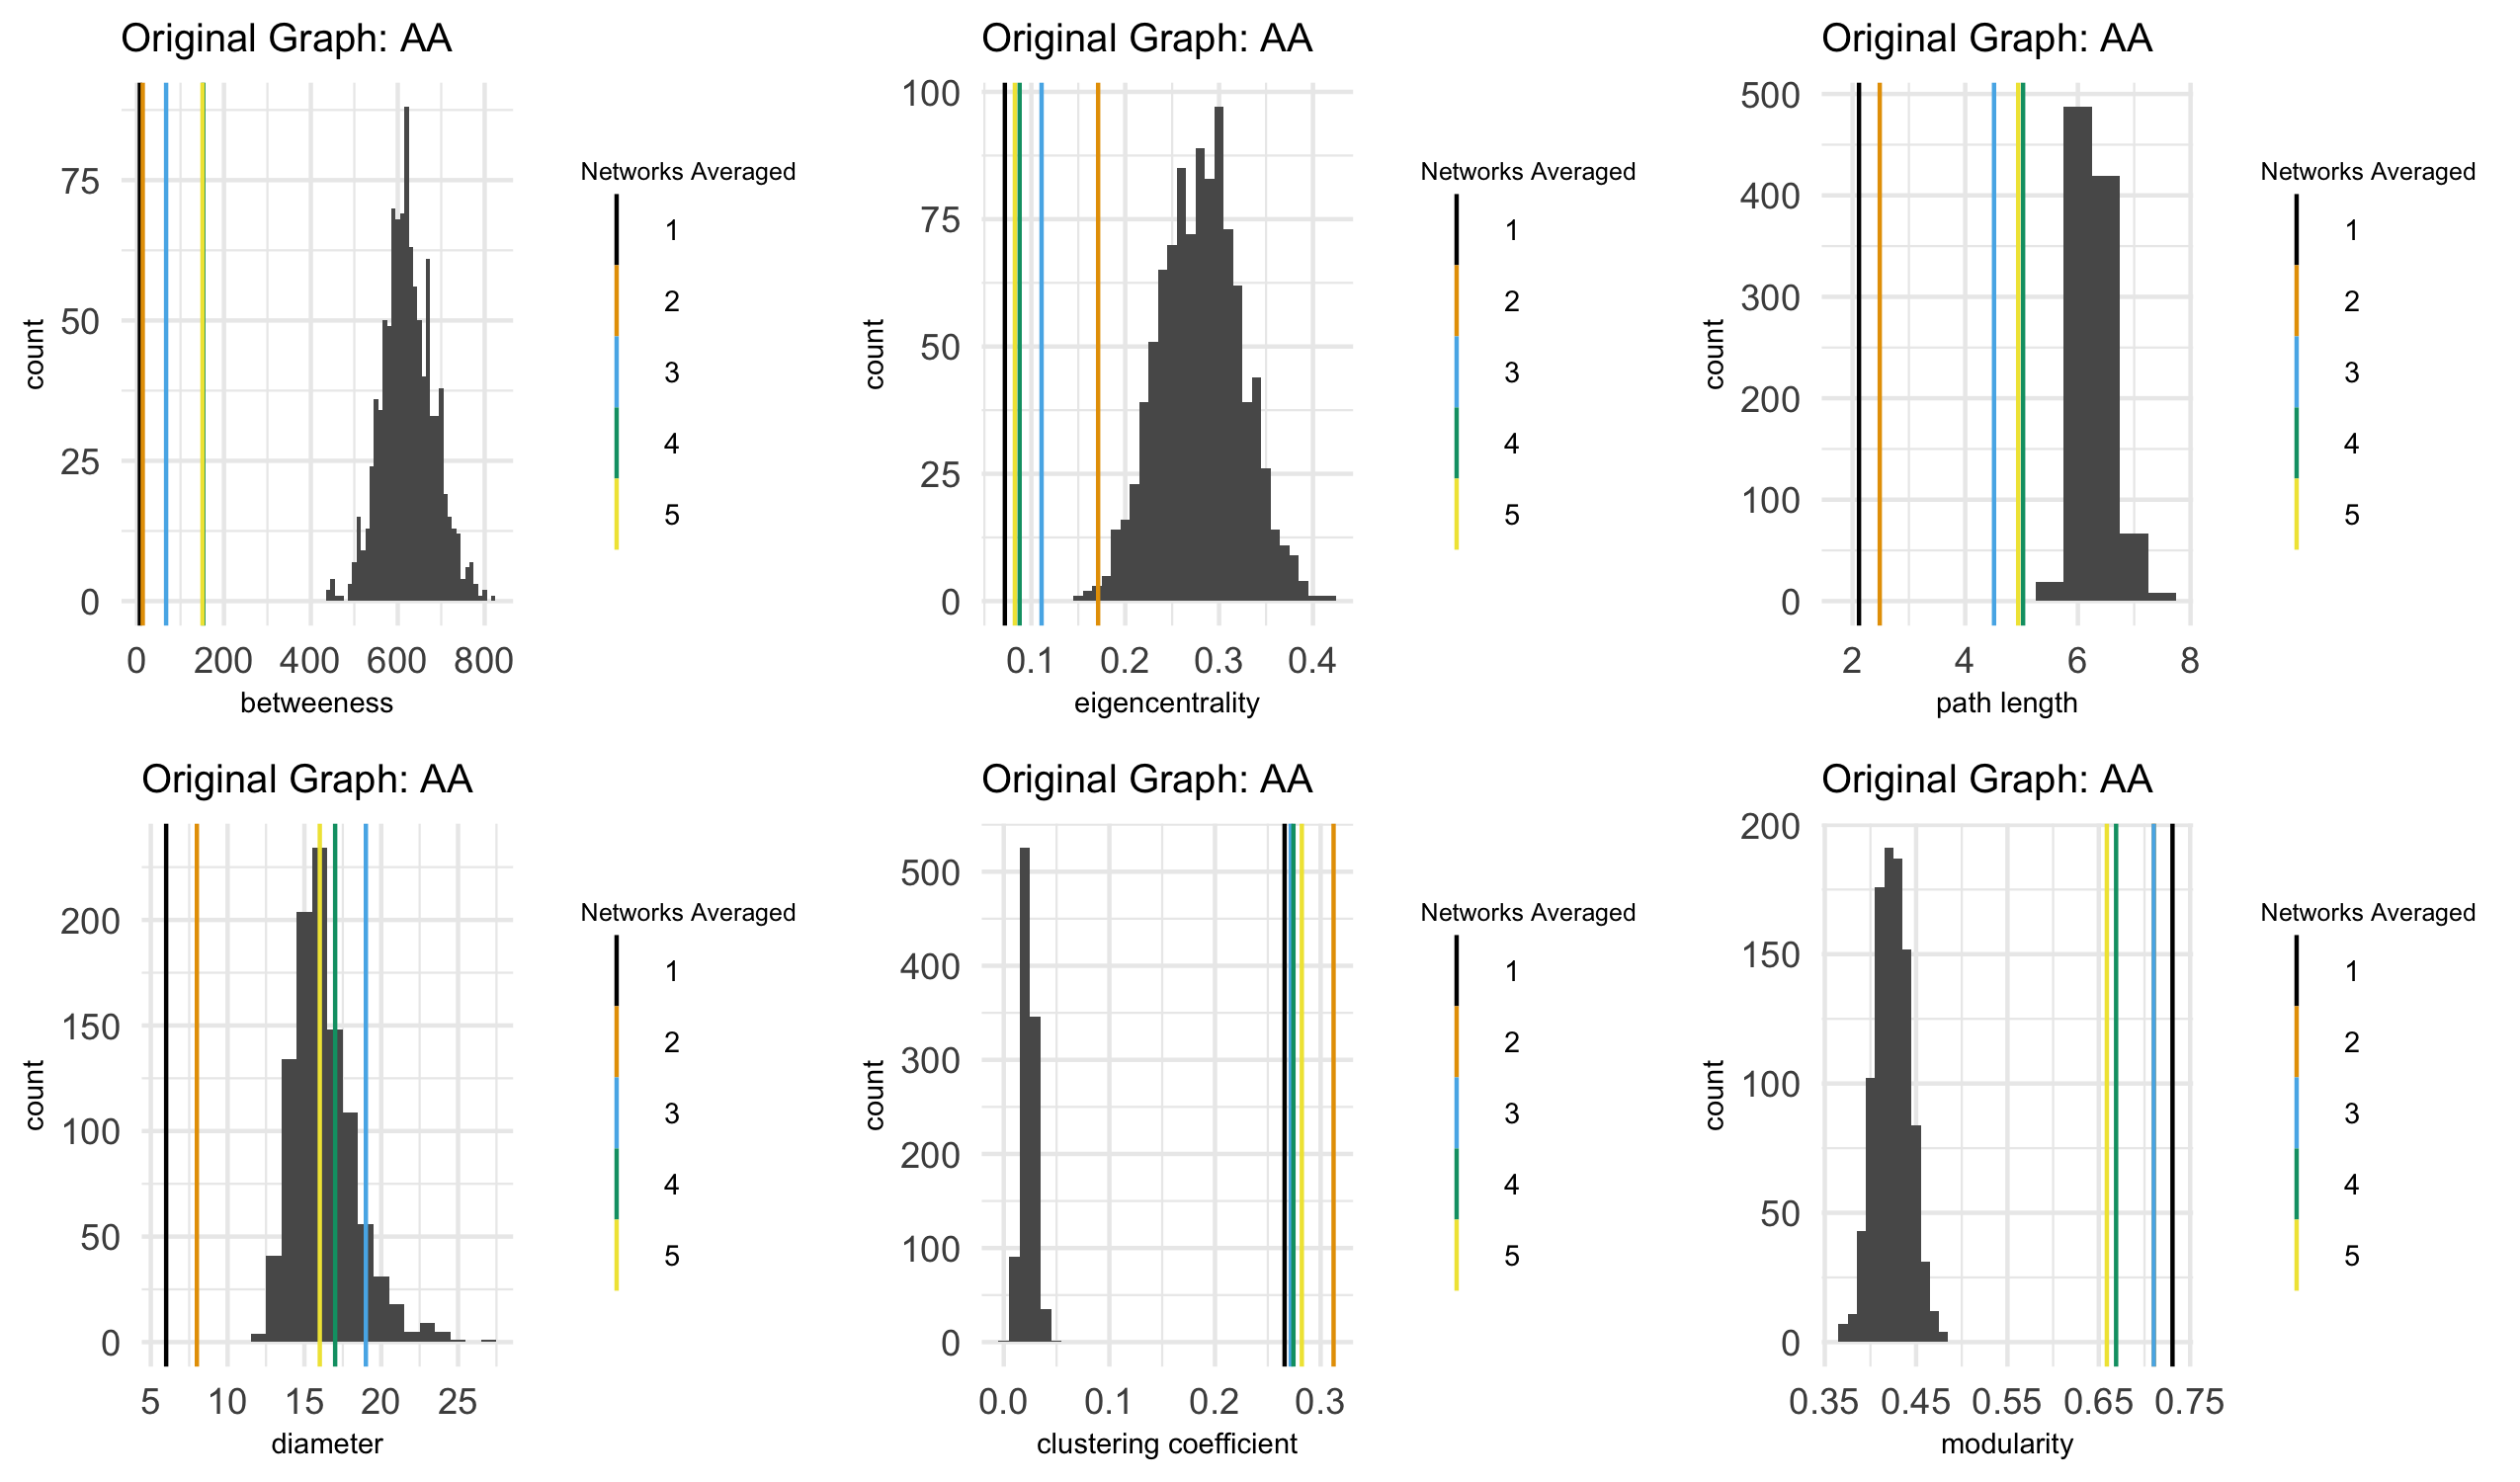 Original Graph: AA
Original Graph: AA
Original Graph: AA
count
75
50
25
0
0 200 400 600 800
betweeness
Networks Averaged
1
2
3
4
5
count
100
75
50
25
0
0.1 0.2 0.3 0.4
eigencentrality
Networks Averaged
1
2
3
4
5
count
500
400
300
200
100
0
2 4 6 8
path length
Networks Averaged
1
2
3
4
5
Original Graph: AA
Original Graph: AA
Original Graph: AA
count
200
150
100
50
0
5 10 15 20 25
diameter
Networks Averaged
1
2
3
4
5
count
500
400
300
200
100
0
0.0 0.1 0.2 0.3
clustering coefficient
Networks Averaged
1
2
3
4
5
count
200
150
100
50
0
0.35 0.45 0.55 0.65 0.75
modularity
Networks Averaged
1
2
3
4
5